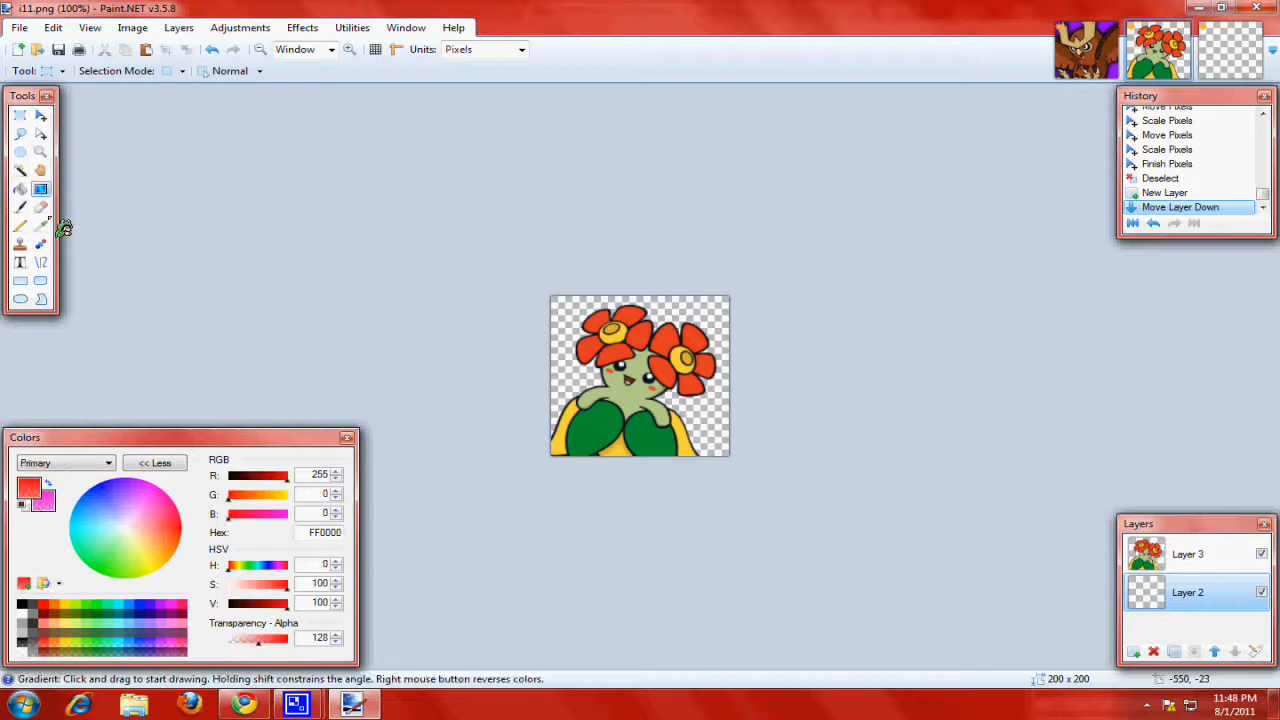 i11.png (100%) - Paint.NET v3.5.8
File Edit View Image Layers Adjustments Effects Utilities Window Help
Window Units: Pixels
Tool: Selection Mode: Normal
Tools
History
Scale Pixels
Move Pixels
Scale Pixels
Finish Pixels
Deselect
New Layer
Move Layer Down
Colors
Primary << Less
RGB
R: 255
G: 0
B: 0
Hex: FF0000
HSV
H: 0
S: 100
V: 100
Transparency - Alpha
128
Layers
Layer 3
Layer 2
Gradient: Click and drag to start drawing. Holding shift constrains the angle. Right mouse button reverses colors. 200 x 200 -550, -23
11:48 PM
8/1/2011